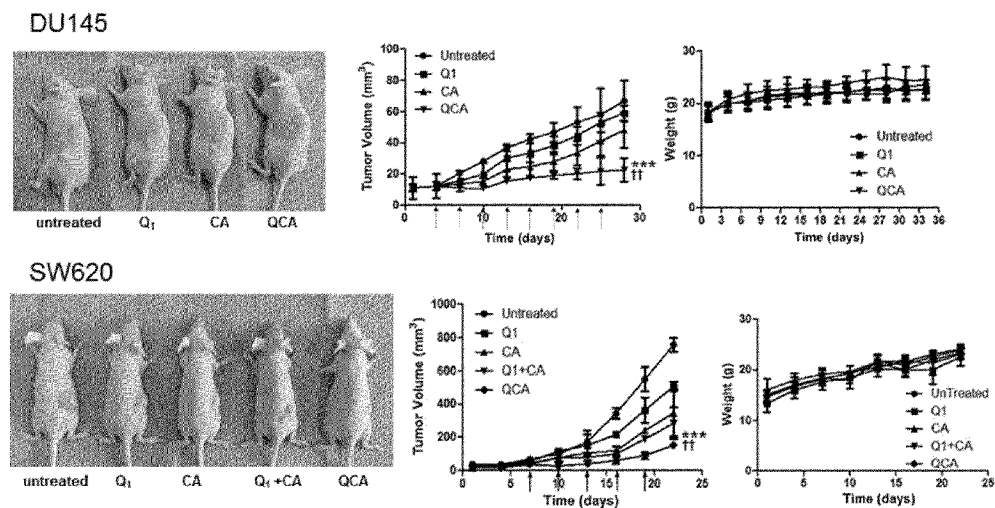 DU145
untreated Q₁ CA QCA
Tumor Volume (mm³)
100
80
60
40
20
0
Untreated
Q1
CA
QCA
***
††
0 10 20 30
Time (days)
Weight (g)
30
20
10
0
Untreated
Q1
CA
QCA
0 3 6 9 12 15 18 21 24 27 30 33 36
Time (days)
SW620
untreated Q₁ CA Q₁ +CA QCA
Tumor Volume (mm³)
1000
800
600
400
200
0
Untreated
Q1
CA
Q1+CA
QCA
***
††
0 5 10 15 20 25
Time (days)
Weight (g)
30
20
10
0
UnTreated
Q1
CA
Q1+CA
QCA
0 5 10 15 20 25
Time (days)